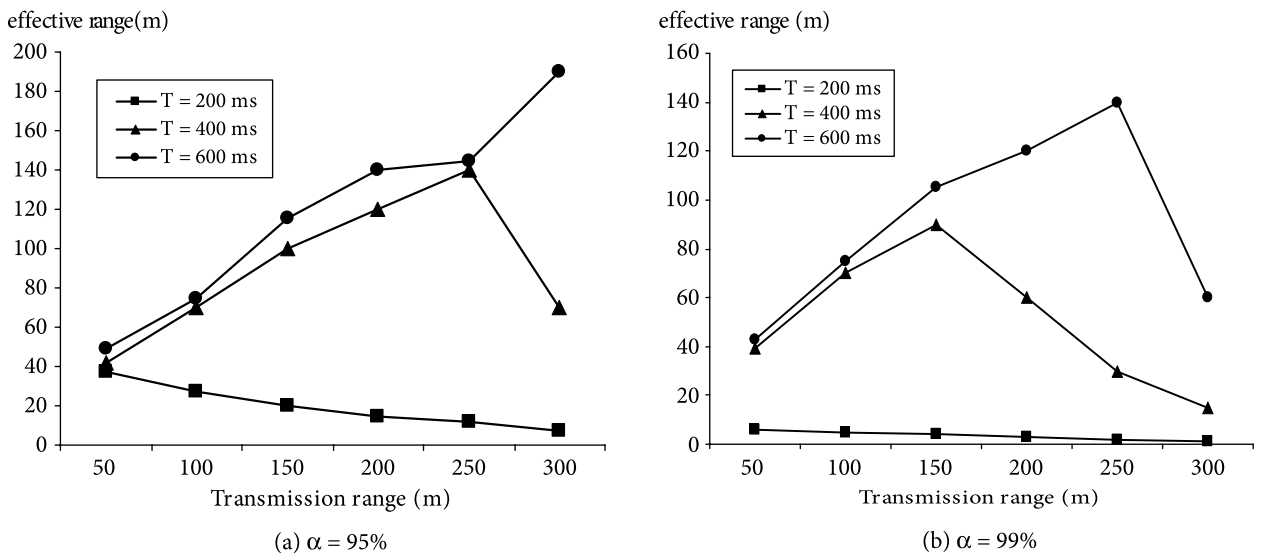 effective range(m)
200
180
160
140
120
100
80
60
40
20
0
T = 200 ms
T = 400 ms
T = 600 ms
50 100 150 200 250 300
Transmission range (m)
(a) α = 95%
effective range (m)
160
140
120
100
80
60
40
20
0
T = 200 ms
T = 400 ms
T = 600 ms
50 100 150 200 250 300
Transmission range (m)
(b) α = 99%